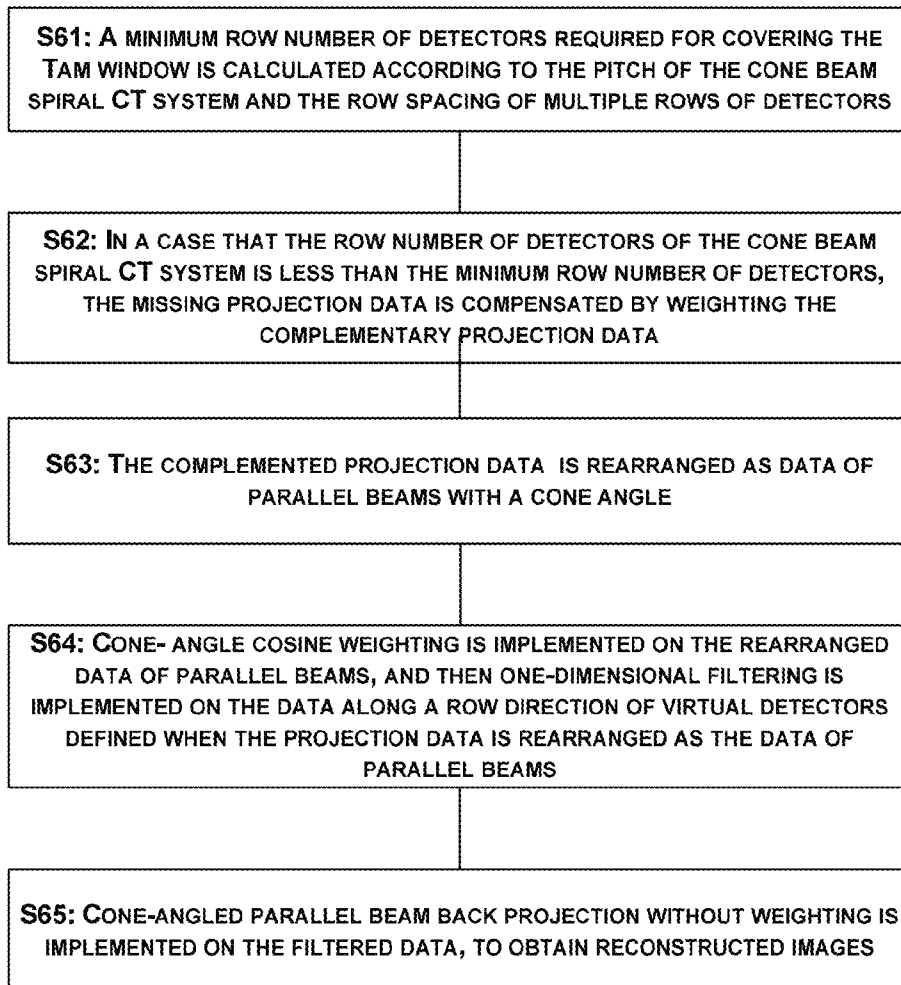 S61: A MINIMUM ROW NUMBER OF DETECTORS REQUIRED FOR COVERING THE
TAM WINDOW IS CALCULATED ACCORDING TO THE PITCH OF THE CONE BEAM
SPIRAL CT SYSTEM AND THE ROW SPACING OF MULTIPLE ROWS OF DETECTORS
S62: IN A CASE THAT THE ROW NUMBER OF DETECTORS OF THE CONE BEAM
SPIRAL CT SYSTEM IS LESS THAN THE MINIMUM ROW NUMBER OF DETECTORS,
THE MISSING PROJECTION DATA IS COMPENSATED BY WEIGHTING THE
COMPLEMENTARY PROJECTION DATA
S63: THE COMPLEMENTED PROJECTION DATA IS REARRANGED AS DATA OF
PARALLEL BEAMS WITH A CONE ANGLE
S64: CONE- ANGLE COSINE WEIGHTING IS IMPLEMENTED ON THE REARRANGED
DATA OF PARALLEL BEAMS, AND THEN ONE-DIMENSIONAL FILTERING IS
IMPLEMENTED ON THE DATA ALONG A ROW DIRECTION OF VIRTUAL DETECTORS
DEFINED WHEN THE PROJECTION DATA IS REARRANGED AS THE DATA OF
PARALLEL BEAMS
S65: CONE-ANGLED PARALLEL BEAM BACK PROJECTION WITHOUT WEIGHTING IS
IMPLEMENTED ON THE FILTERED DATA, TO OBTAIN RECONSTRUCTED IMAGES